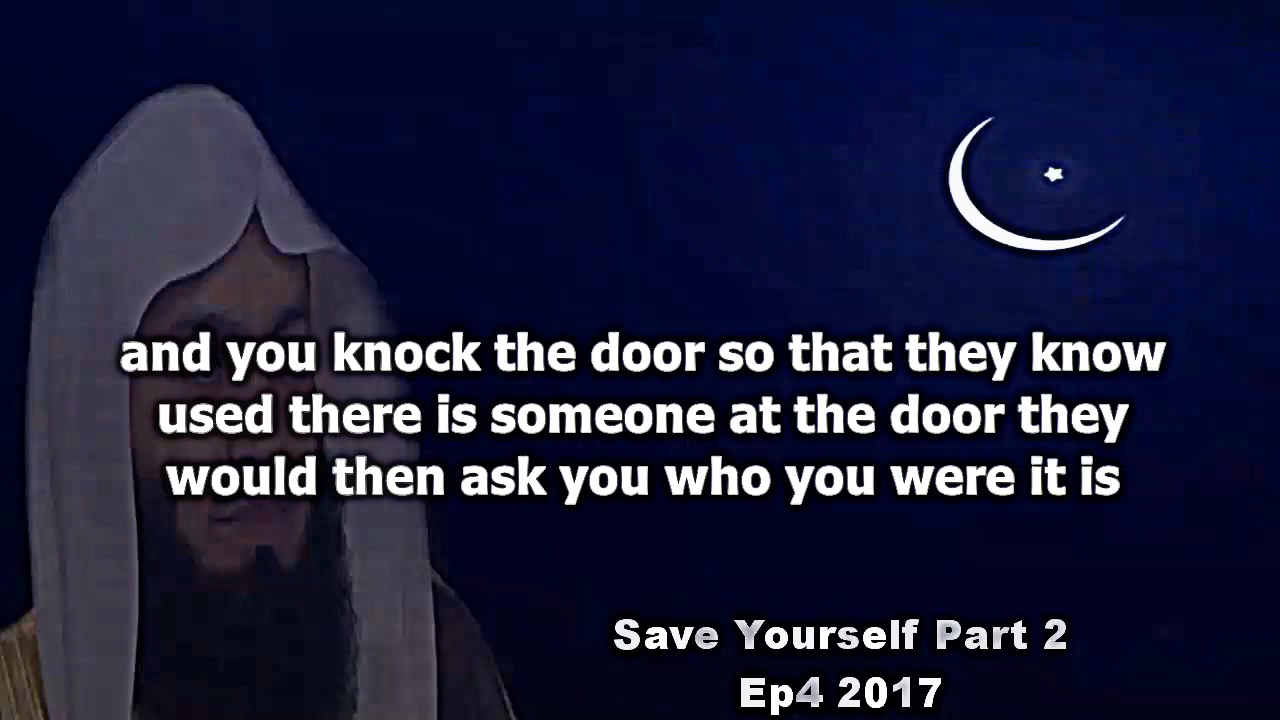 and you knock the door so that they know
used there is someone at the door they
would then ask you who you were it is
Save Yourself Part 2
Ep4 2017